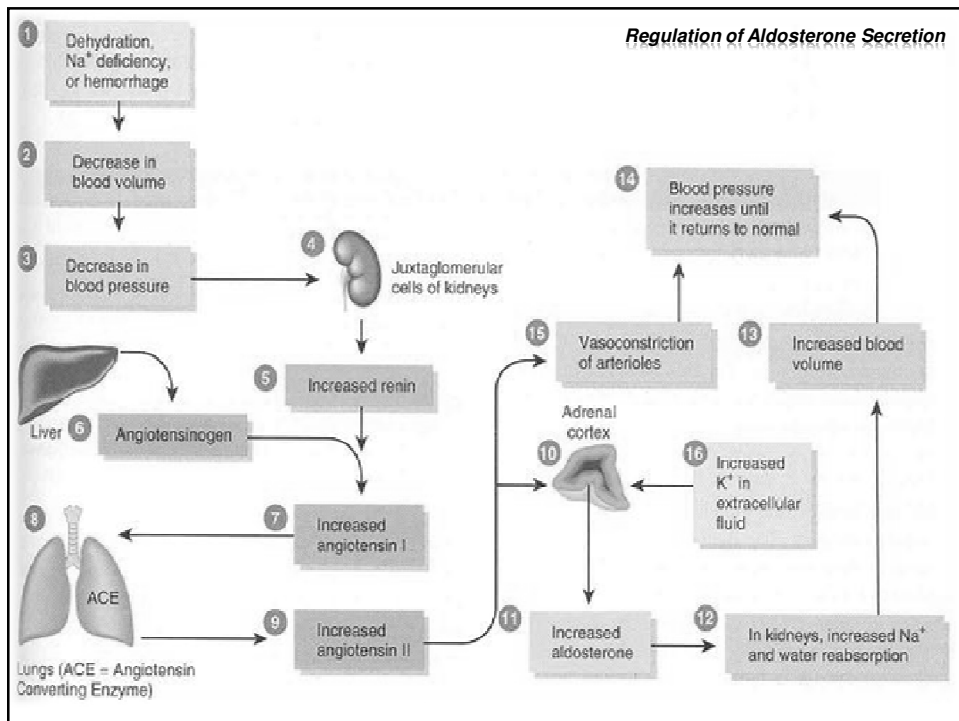 Regulation of Aldosterone Secretion
1
Dehydration,
Na+ deficiency,
or hemorrhage
2
Decrease in
blood volume
3
Decrease in
blood pressure
4
Juxtaglomerular
cells of kidneys
5
Increased renin
Liver
6
Angiotensinogen
7
Increased
angiotensin I
8
ACE
Lungs (ACE = Angiotensin
Converting Enzyme)
9
Increased
angiotensin II
10
Adrenal
cortex
11
Increased
aldosterone
12
In kidneys, increased Na+
and water reabsorption
13
Increased blood
volume
14
Blood pressure
increases until
it returns to normal
15
Vasoconstriction
of arterioles
16
Increased
K+ in
extracellular
fluid